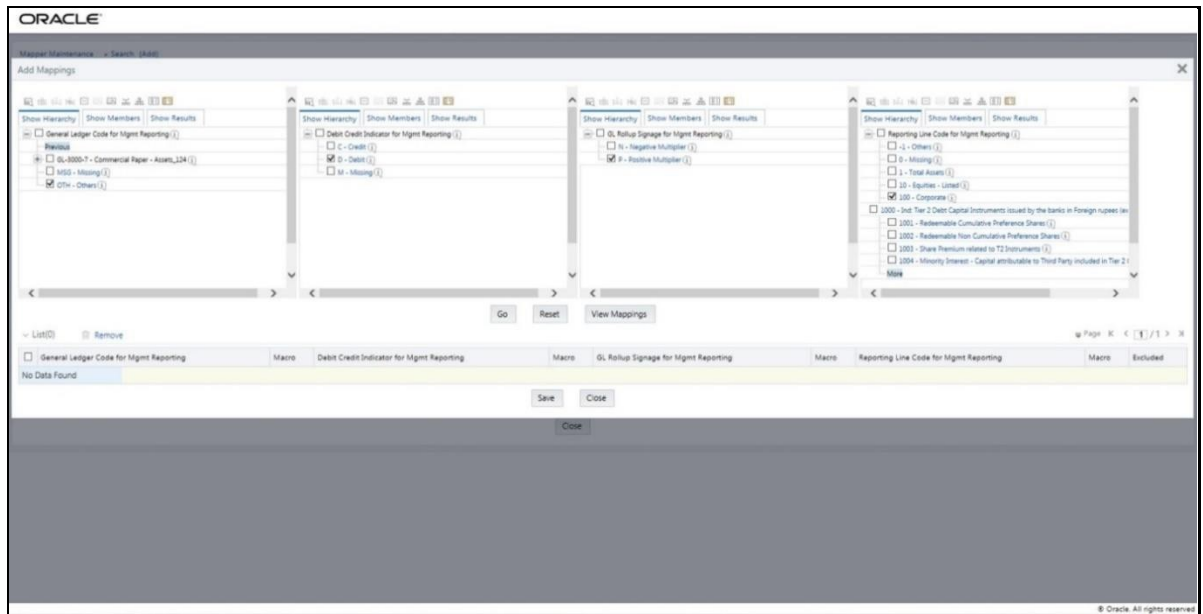 ORACLE
Mapper Maintenance » Search (Add)
Add Mappings
Show Hierarchy Show Members Show Results
General Ledger Code for Mgmt Reporting
Previous
GL-3000-7 - Commercial Paper - Assets_124
MSG - Missing
OTH - Others
Show Hierarchy Show Members Show Results
Debit Credit Indicator for Mgmt Reporting
C - Credit
D - Debit
M - Missing
Show Hierarchy Show Members Show Results
GL Rollup Signage for Mgmt Reporting
N - Negative Multiplier
P - Positive Multiplier
Show Hierarchy Show Members Show Results
Reporting Line Code for Mgmt Reporting
-1 - Others
0 - Missing
1 - Total Assets
10 - Equities - Listed
100 - Corporate
1000 - Ind: Tier 2 Debt Capital Instruments issued by the banks in Foreign rupees
1001 - Redeemable Cumulative Preference Shares
1002 - Redeemable Non Cumulative Preference Shares
1003 - Share Premium related to T2 Instruments
1004 - Minority Interest - Capital attributable to Third Party included in Tier 2
More
Go Reset View Mappings
List(0) Remove Page 1 / 1
General Ledger Code for Mgmt Reporting Macro Debit Credit Indicator for Mgmt Reporting Macro GL Rollup Signage for Mgmt Reporting Macro Reporting Line Code for Mgmt Reporting Macro Excluded
No Data Found
Save Close
Close
© Oracle. All rights reserved